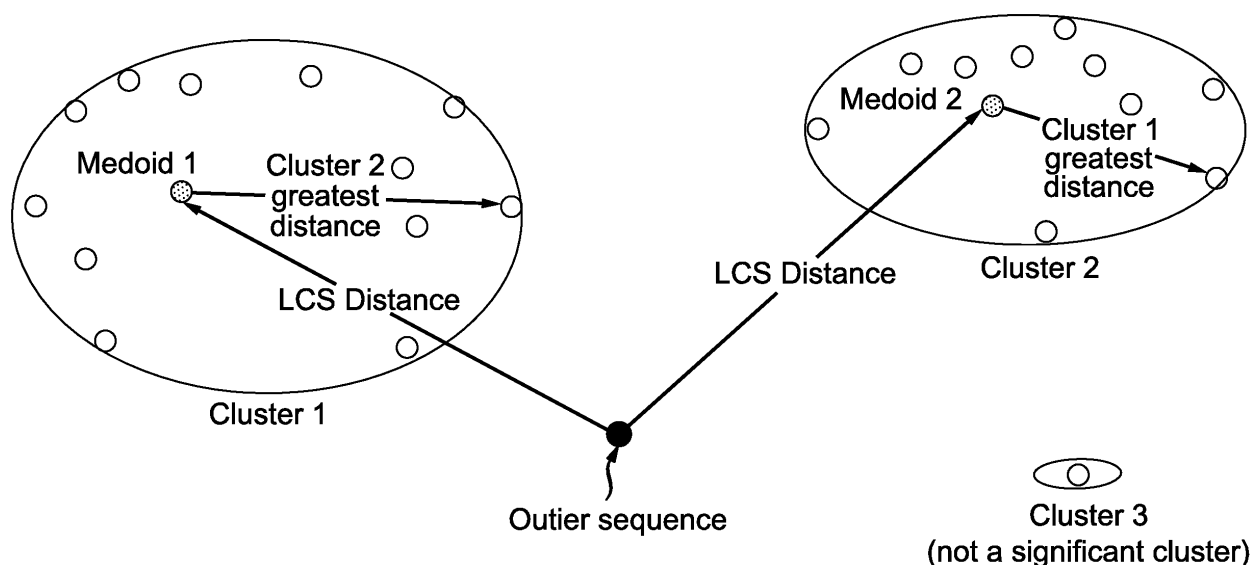 Medoid 1
Cluster 2
greatest
distance
LCS Distance
Cluster 1
Medoid 2
Cluster 1
greatest
distance
LCS Distance
Cluster 2
Outier sequence
Cluster 3
(not a significant cluster)